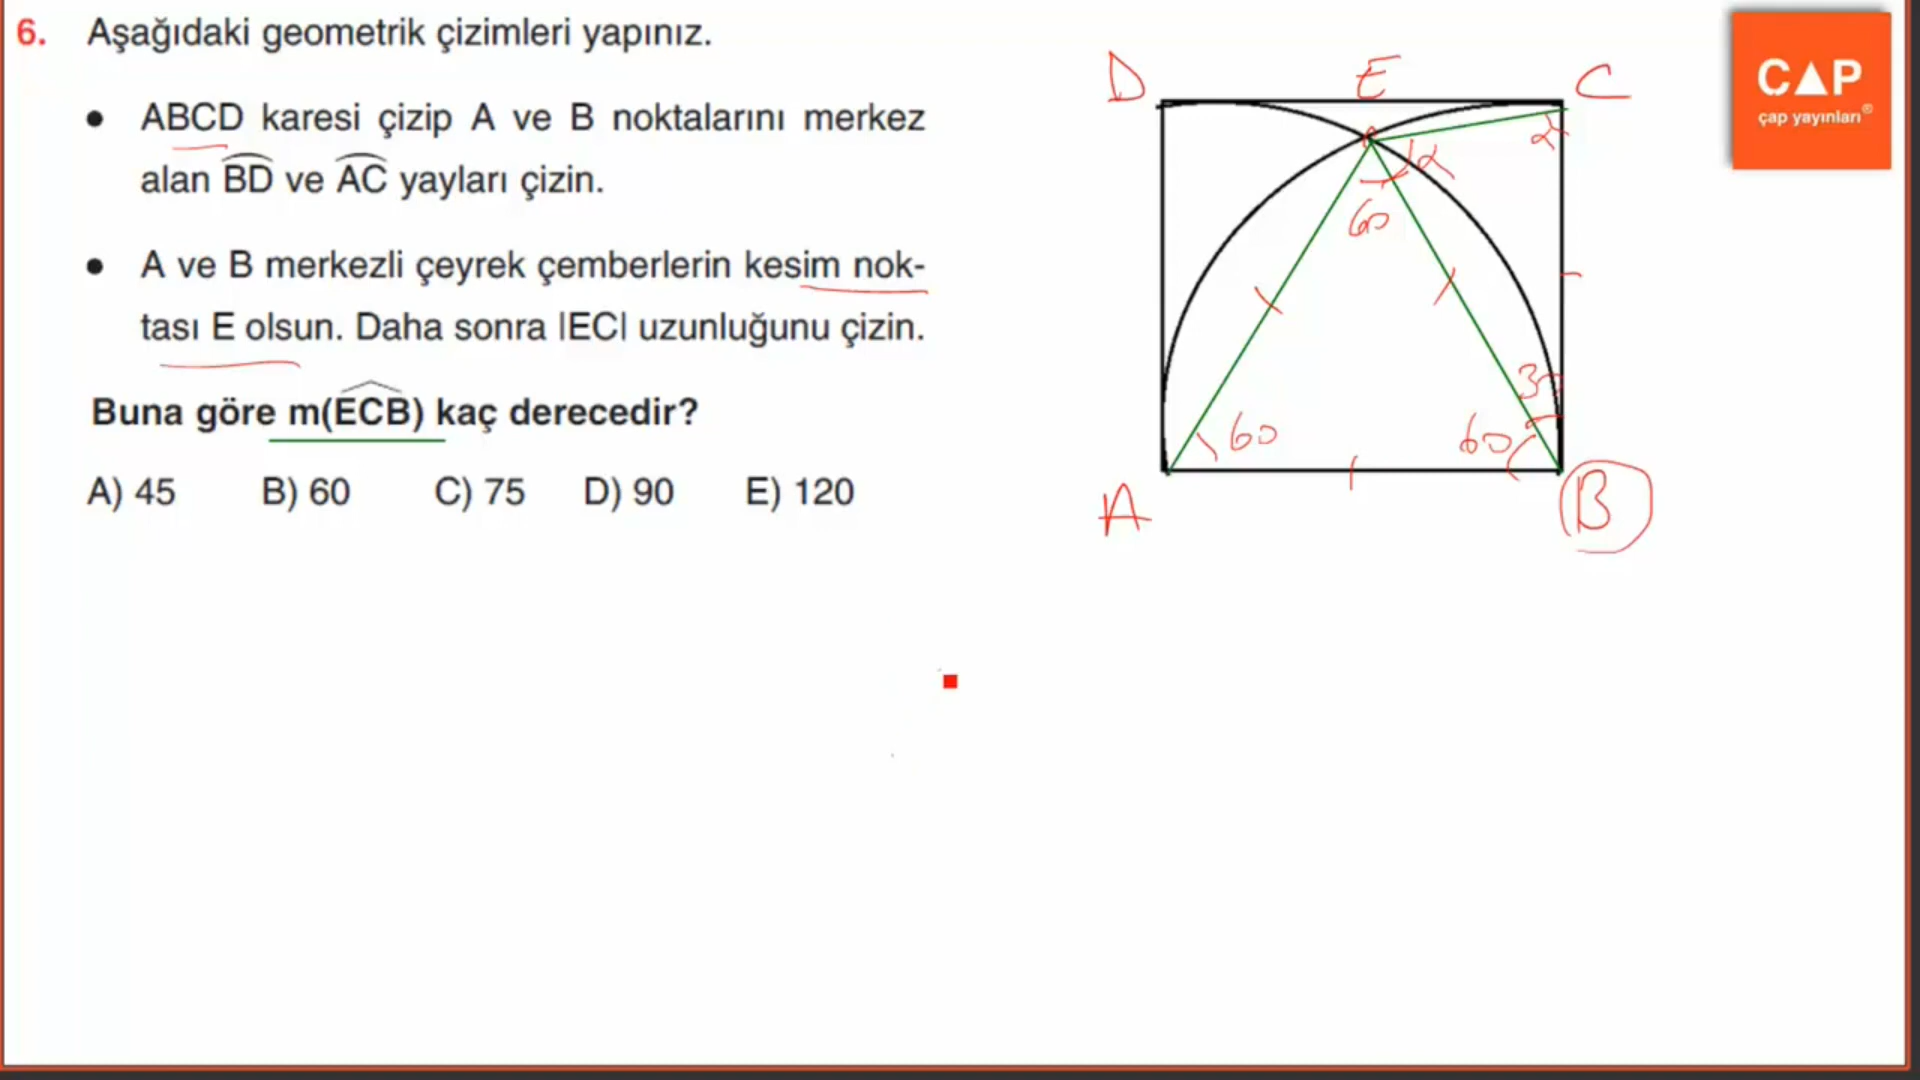 6. Aşağıdaki geometrik çizimleri yapınız.
● ABCD karesi çizip A ve B noktalarını merkez
alan BD ve AC yayları çizin.
● A ve B merkezli çeyrek çemberlerin kesim nok-
tası E olsun. Daha sonra |EC| uzunluğunu çizin.
Buna göre m(ECB) kaç derecedir?
A) 45 B) 60 C) 75 D) 90 E) 120
D E C
α
α
60
30
60 60
A B
CAP
çap yayınları®